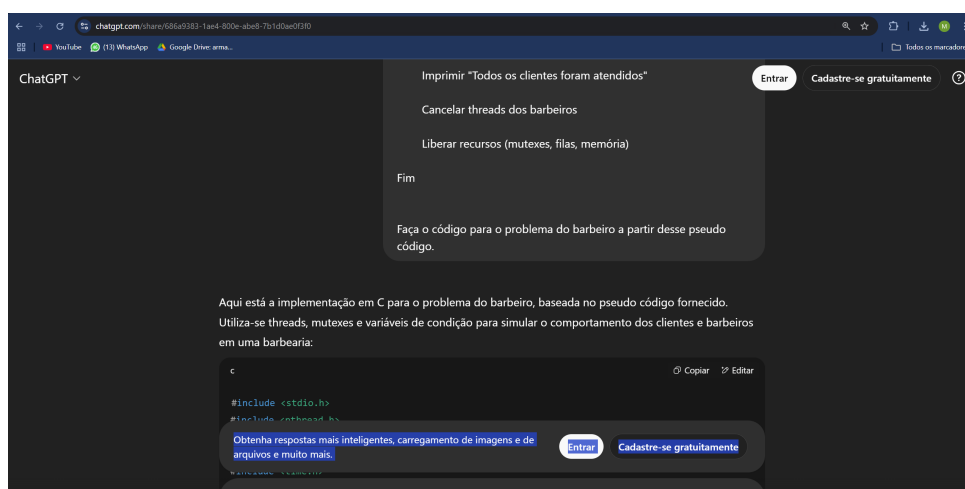 chatgpt.com/share/686a9383-1ae4-800e-abe8-7b1d0ae0f3f0
YouTube (13) WhatsApp Google Drive: arma... Todos os marcadore
ChatGPT
Imprimir "Todos os clientes foram atendidos"
Entrar Cadastre-se gratuitamente
Cancelar threads dos barbeiros
Liberar recursos (mutexes, filas, memória)
Fim
Faça o código para o problema do barbeiro a partir desse pseudo
código.
Aqui está a implementação em C para o problema do barbeiro, baseada no pseudo código fornecido.
Utiliza-se threads, mutexes e variáveis de condição para simular o comportamento dos clientes e barbeiros
em uma barbearia:
c Copiar Editar
#include <stdio.h>
#include <pthread.h>
Obtenha respostas mais inteligentes, carregamento de imagens e de
arquivos e muito mais.
Entrar Cadastre-se gratuitamente
#include <time.h>